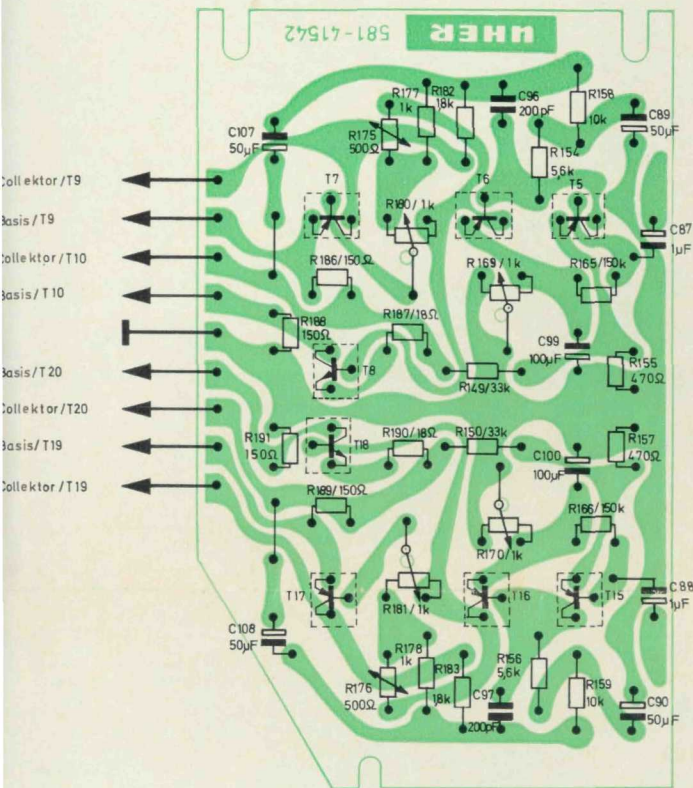 581-41542
UHER
R177
1k
R182
18k
C96
200pF
R158
10k
C107
50µF
R175
500Ω
R154
5,6k
C89
50µF
Collektor/T9
T7
T6
T5
R180/1k
Basis/T9
C87
1µF
Collektor/T10
R186/150Ω
R169/1k
R165/150k
Basis/T10
R188
150Ω
R187/18Ω
C99
100µF
R155
470Ω
T8
R149/33k
Basis/T20
Collektor/T20
R191
150Ω
T18
R190/18Ω
R150/33k
C100
100µF
R157
470Ω
Basis/T19
Collektor/T19
R189/150Ω
R166/150k
R170/1k
T17
R181/1k
T16
T15
C88
1µF
C108
50µF
R178
1k
R183
18k
R156
5,6k
R176
500Ω
C97
200pF
R159
10k
C90
50µF